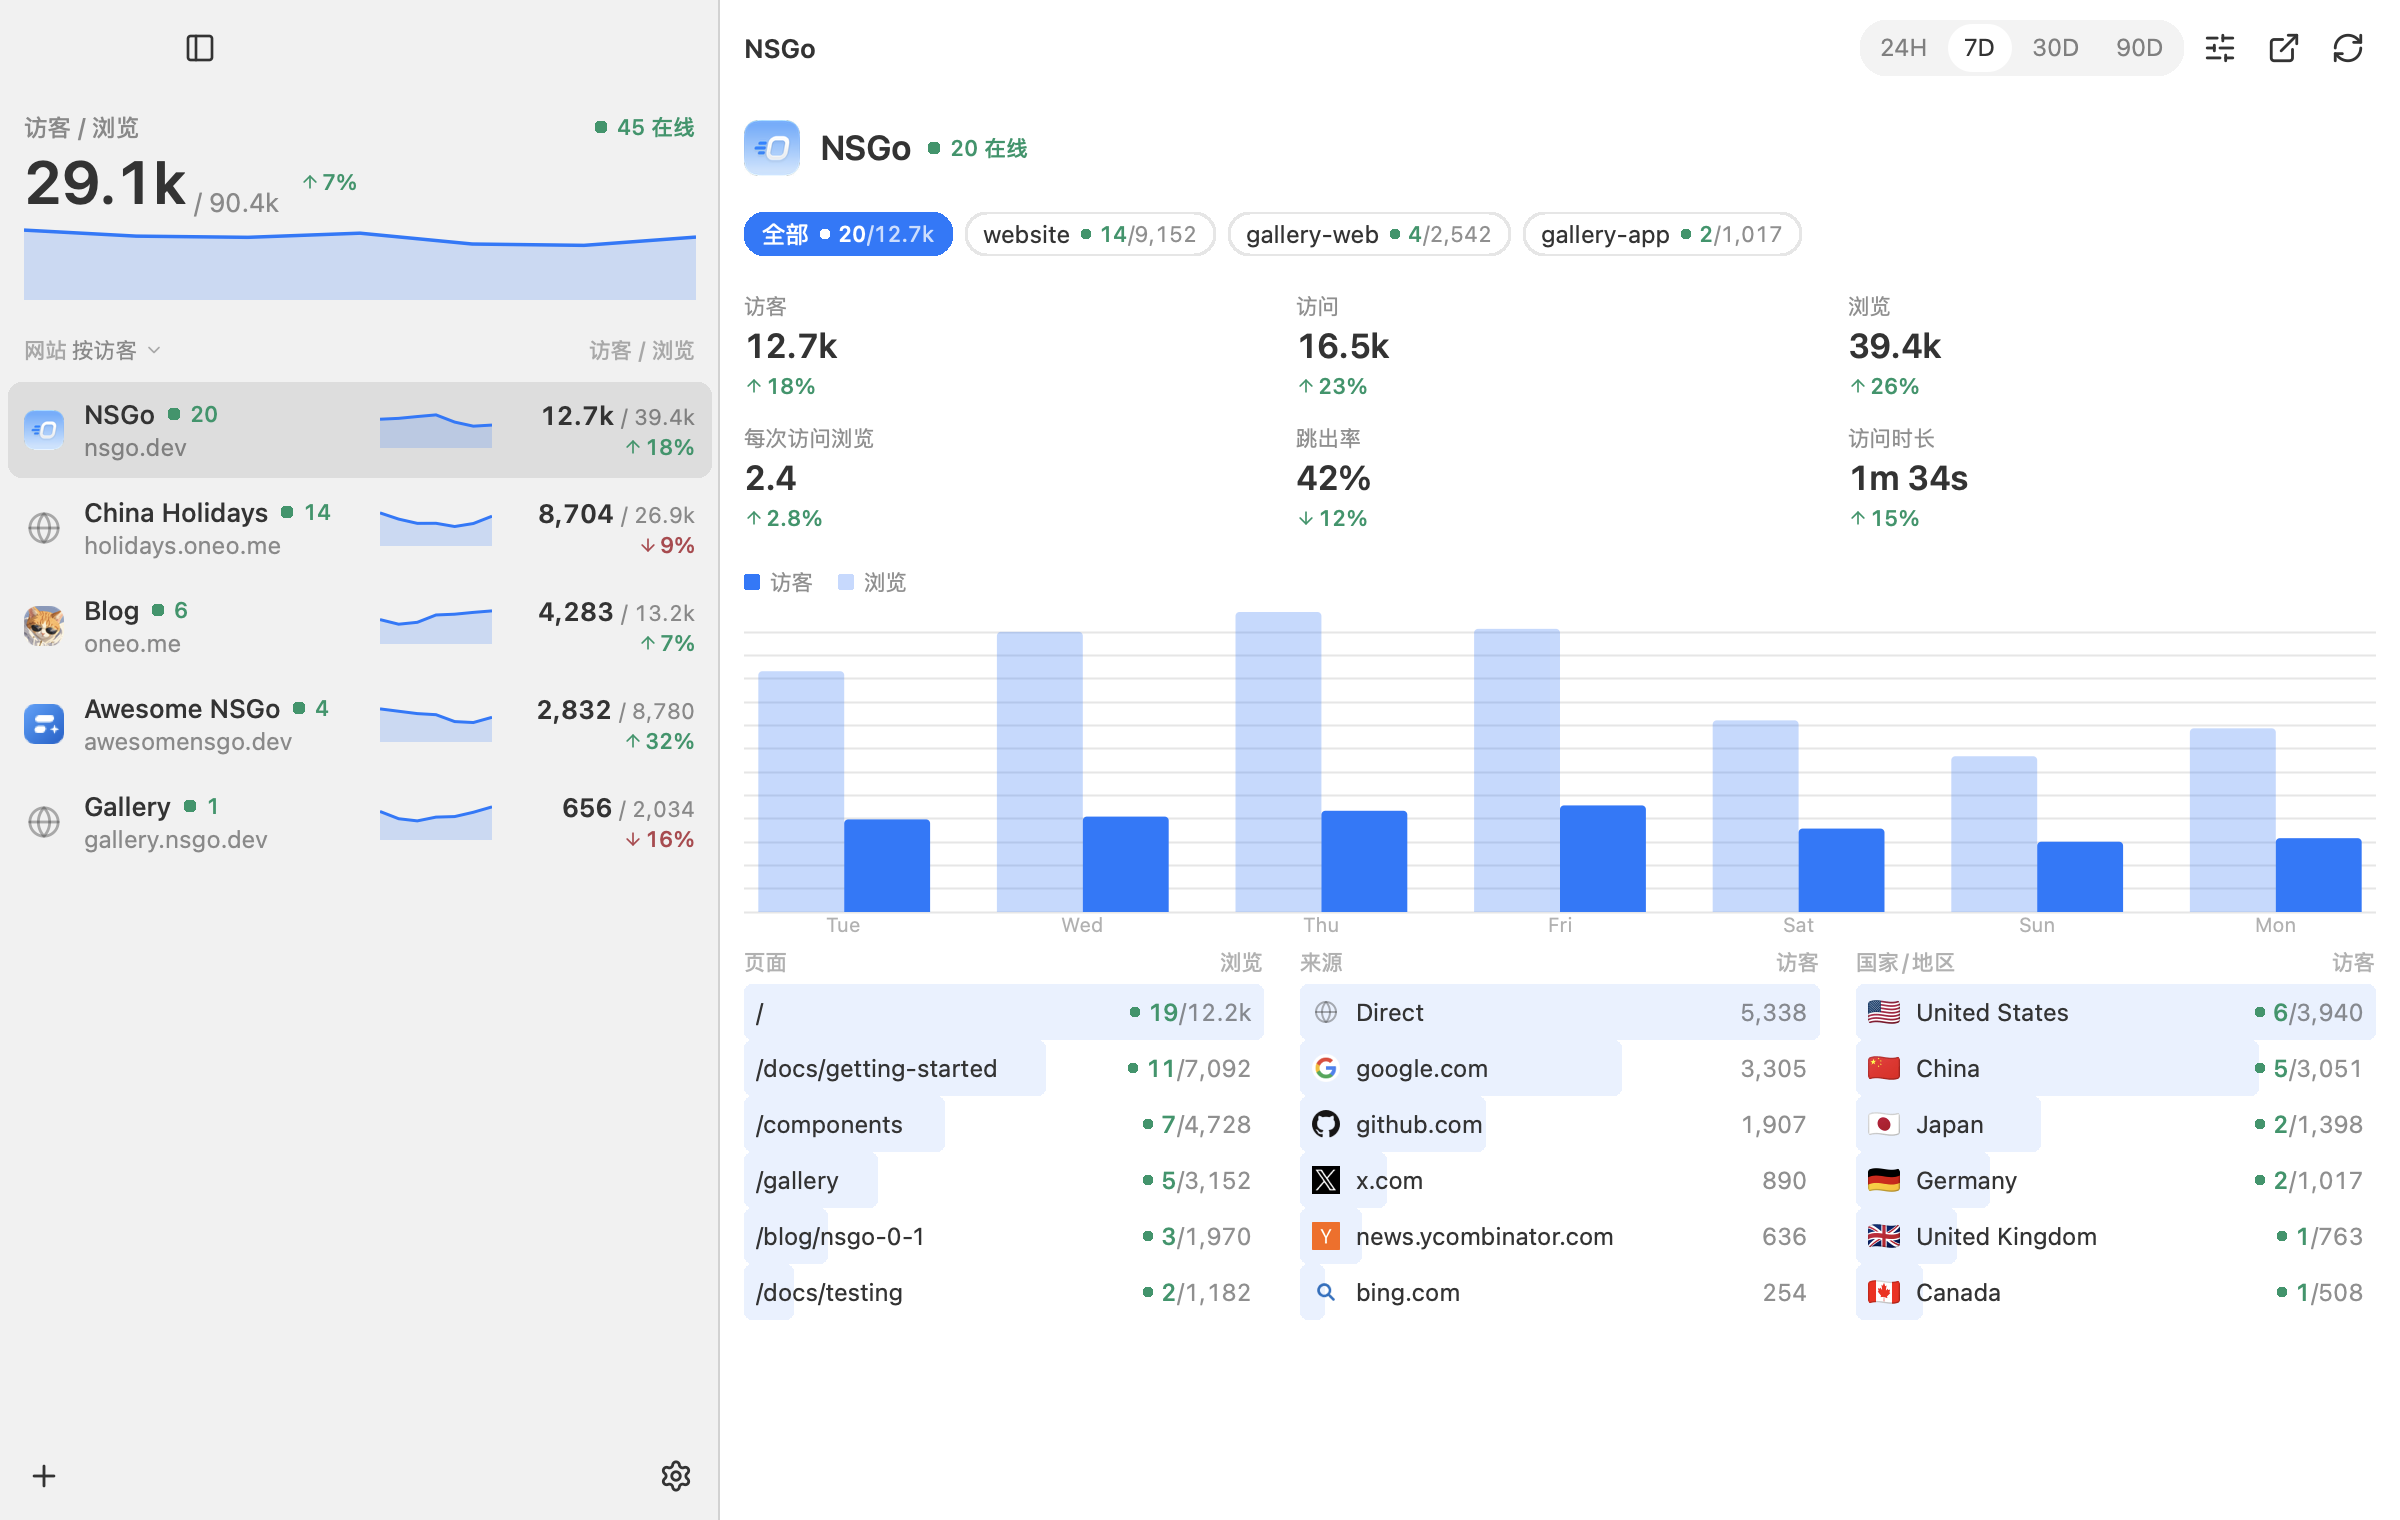 访客 / 浏览
45 在线
29.1k / 90.4k ↑ 7%
网站 按访客
访客 / 浏览
NSGo 20
nsgo.dev
12.7k / 39.4k
↑ 18%
China Holidays 14
holidays.oneo.me
8,704 / 26.9k
↓ 9%
Blog 6
oneo.me
4,283 / 13.2k
↑ 7%
Awesome NSGo 4
awesomensgo.dev
2,832 / 8,780
↑ 32%
Gallery 1
gallery.nsgo.dev
656 / 2,034
↓ 16%
NSGo
24H 7D 30D 90D
NSGo 20 在线
全部 20/12.7k
website 14/9,152
gallery-web 4/2,542
gallery-app 2/1,017
访客
12.7k
↑ 18%
访问
16.5k
↑ 23%
浏览
39.4k
↑ 26%
每次访问浏览
2.4
↑ 2.8%
跳出率
42%
↓ 12%
访问时长
1m 34s
↑ 15%
访客 浏览
Tue Wed Thu Fri Sat Sun Mon
页面 浏览
/ 19/12.2k
/docs/getting-started 11/7,092
/components 7/4,728
/gallery 5/3,152
/blog/nsgo-0-1 3/1,970
/docs/testing 2/1,182
来源 访客
Direct 5,338
google.com 3,305
github.com 1,907
x.com 890
news.ycombinator.com 636
bing.com 254
国家/地区 访客
United States 6/3,940
China 5/3,051
Japan 2/1,398
Germany 2/1,017
United Kingdom 1/763
Canada 1/508